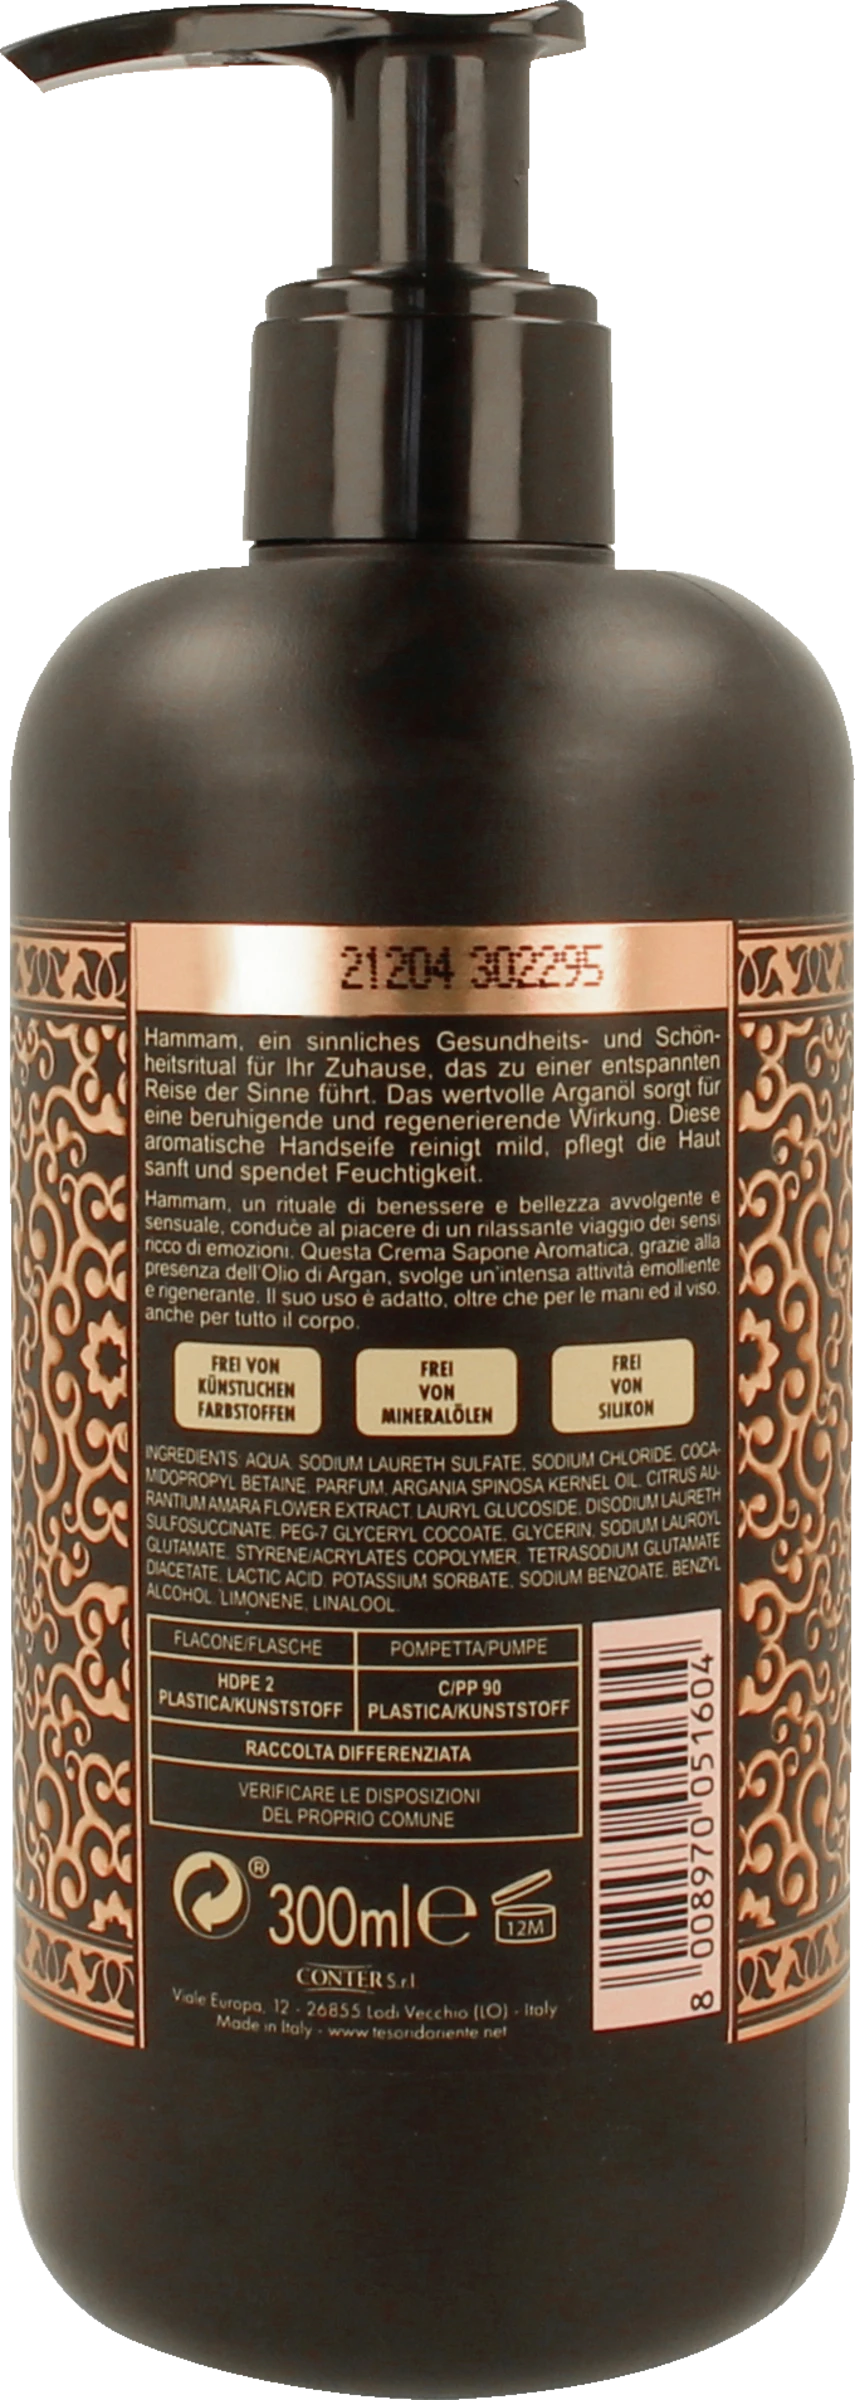 21204 302295
Hammam, ein sinnliches Gesundheits- und Schön-
heitsritual für Ihr Zuhause, das zu einer entspannten
Reise der Sinne führt. Das wertvolle Arganöl sorgt für
eine beruhigende und regenerierende Wirkung. Diese
aromatische Handseife reinigt mild, pflegt die Haut
sanft und spendet Feuchtigkeit.
Hammam, un rituale di benessere e bellezza avvolgente e
sensuale, conduce al piacere di un rilassante viaggio dei sensi
ricco di emozioni. Questa Crema Sapone Aromatica, grazie alla
presenza dell'Olio di Argan, svolge un'intensa attività emolliente
e rigenerante. Il suo uso è adatto, oltre che per le mani ed il viso,
anche per tutto il corpo.
FREI VON
KÜNSTLICHEN
FARBSTOFFEN
FREI
VON
MINERALÖLEN
FREI
VON
SILIKON
INGREDIENTS: AQUA, SODIUM LAURETH SULFATE, SODIUM CHLORIDE, COCA-
MIDOPROPYL BETAINE, PARFUM, ARGANIA SPINOSA KERNEL OIL, CITRUS AU-
RANTIUM AMARA FLOWER EXTRACT, LAURYL GLUCOSIDE, DISODIUM LAURETH
SULFOSUCCINATE, PEG-7 GLYCERYL COCOATE, GLYCERIN, SODIUM LAUROYL
GLUTAMATE, STYRENE/ACRYLATES COPOLYMER, TETRASODIUM GLUTAMATE
DIACETATE, LACTIC ACID, POTASSIUM SORBATE, SODIUM BENZOATE, BENZYL
ALCOHOL, LIMONENE, LINALOOL.
FLACONE/FLASCHE
POMPETTA/PUMPE
HDPE 2
PLASTICA/KUNSTSTOFF
C/PP 90
PLASTICA/KUNSTSTOFF
RACCOLTA DIFFERENZIATA
VERIFICARE LE DISPOSIZIONI
DEL PROPRIO COMUNE
8 008970 051604
® 300ml e 12M
CONTER S.r.l.
Viale Europa, 12 - 26855 Lodi Vecchio (LO) - Italy
Made in Italy - www.tesoridoriente.net